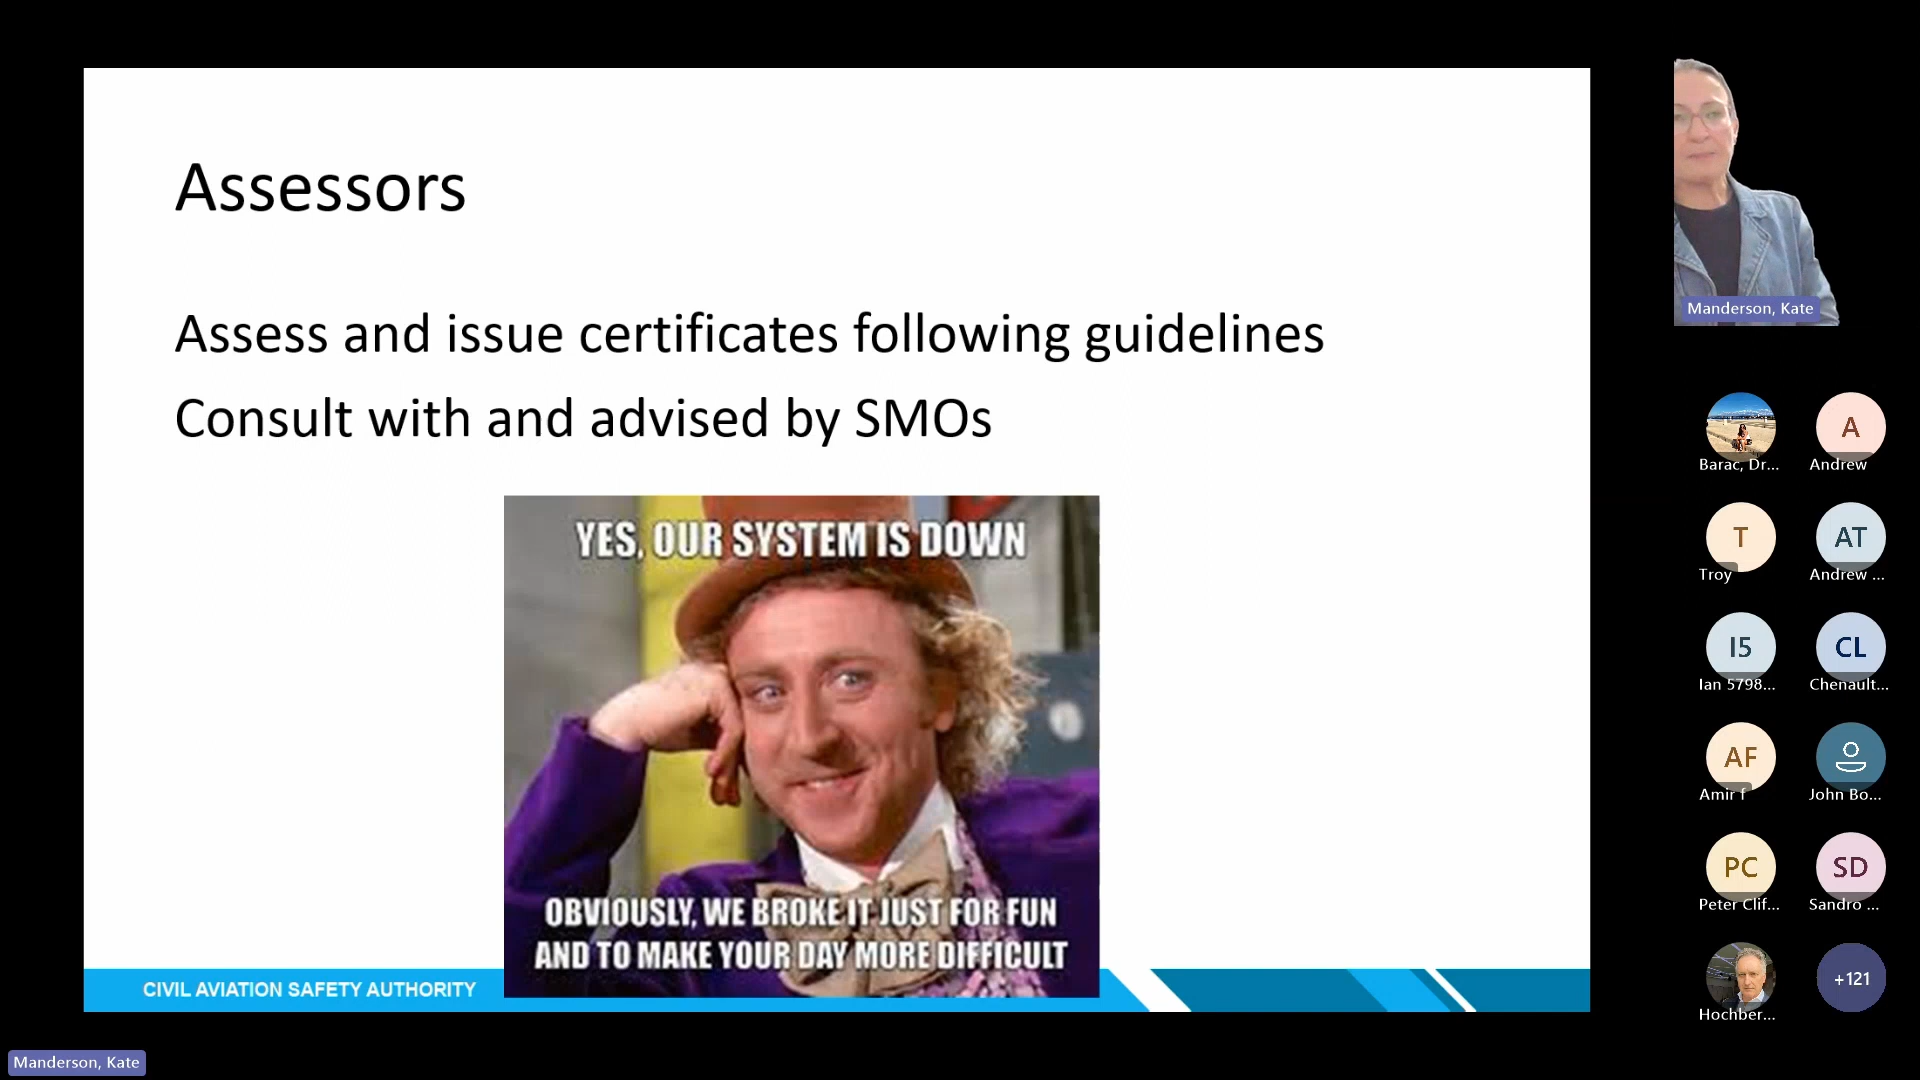 Assessors
Assess and issue certificates following guidelines
Consult with and advised by SMOs
YES, OUR SYSTEM IS DOWN
OBVIOUSLY, WE BROKE IT JUST FOR FUN
AND TO MAKE YOUR DAY MORE DIFFICULT
CIVIL AVIATION SAFETY AUTHORITY
Manderson, Kate
Barac, Dr...
A
Andrew
T
Troy
AT
Andrew ...
I5
Ian 5798...
CL
Chenault...
AF
Amir f
John Bo...
PC
Peter Clif...
SD
Sandro ...
Hochber...
+121
Manderson, Kate